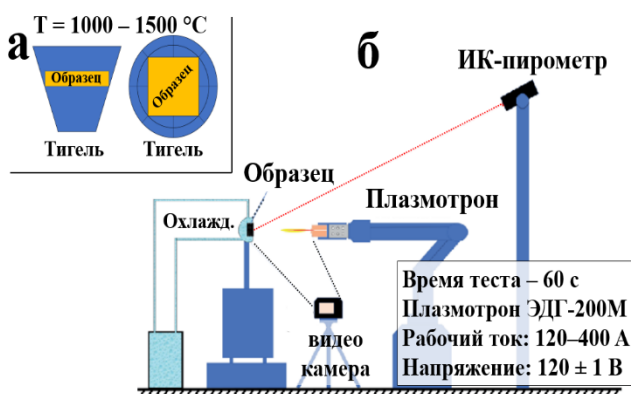 а
T = 1000 – 1500 °C
Образец
Образец
Тигель
Тигель
б
ИК-пирометр
Образец
Охлажд.
Плазмотрон
видео
камера
Время теста – 60 с
Плазмотрон ЭДГ-200М
Рабочий ток: 120–400 А
Напряжение: 120 ± 1 В